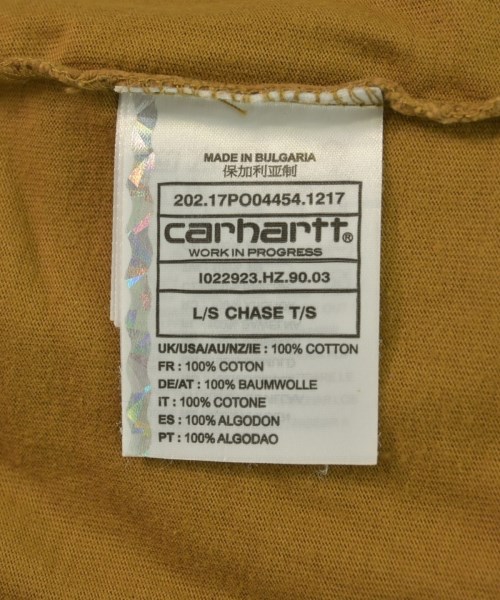 MADE IN BULGARIA
保加利亚制
202.17PO04454.1217
carhartt®
WORK IN PROGRESS
I022923.HZ.90.03
L/S CHASE T/S
UK/USA/AU/NZ/IE : 100% COTTON
FR : 100% COTON
DE/AT : 100% BAUMWOLLE
IT : 100% COTONE
ES : 100% ALGODON
PT : 100% ALGODAO